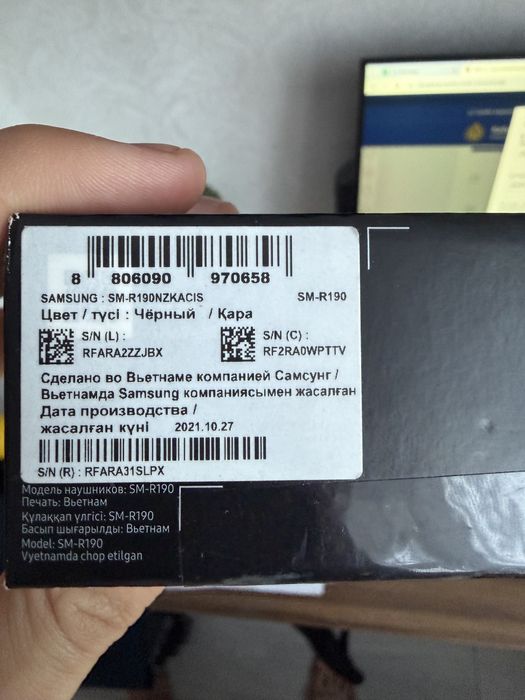 8 806090 970658
SAMSUNG : SM-R190NZKACIS SM-R190
Цвет / түсі : Чёрный / Қара
S/N (L) : S/N (C) :
RFARA2ZZJBX RF2RA0WPTTV
Сделано во Вьетнаме компанией Самсунг /
Вьетнамда Samsung компаниясымен жасалған
Дата производства /
жасалған күні 2021.10.27
S/N (R) : RFARA31SLPX
Модель наушников: SM-R190
Печать: Вьетнам
Құлаққап үлгісі: SM-R190
Басып шығарылды: Вьетнам
Model: SM-R190
Vyetnamda chop etilgan